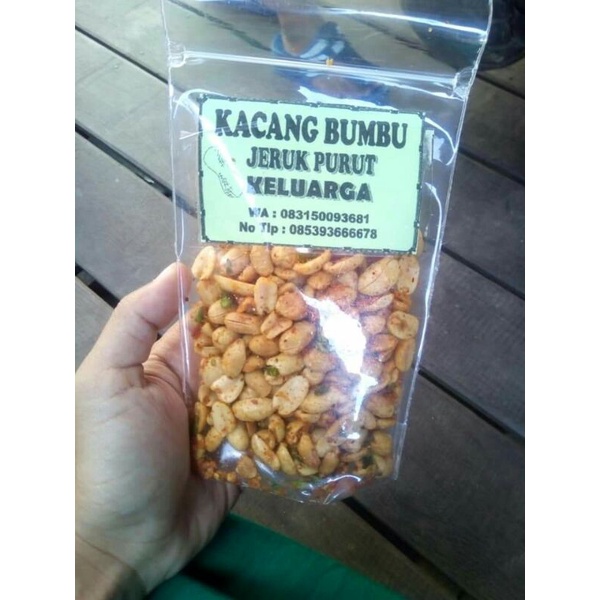 KACANG BUMBU
JERUK PURUT
KELUARGA
WA : 083150093681
No Tlp : 085393666678